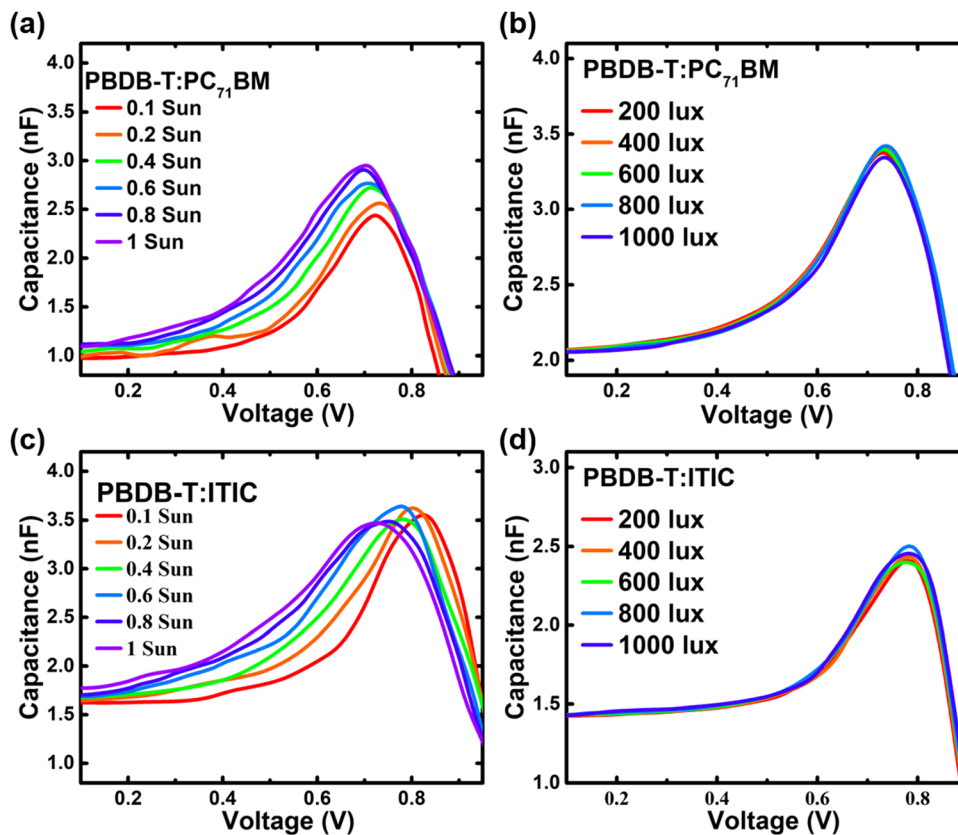 (a)
PBDB-T:PC₇₁BM
0.1 Sun
0.2 Sun
0.4 Sun
0.6 Sun
0.8 Sun
1 Sun
Capacitance (nF)
4.0
3.0
2.5
2.0
1.5
1.0
0.2 0.4 0.6 0.8
Voltage (V)
(b)
PBDB-T:PC₇₁BM
200 lux
400 lux
600 lux
800 lux
1000 lux
Capacitance (nF)
4.0
3.5
3.0
2.5
2.0
0.2 0.4 0.6 0.8
Voltage (V)
(c)
PBDB-T:ITIC
0.1 Sun
0.2 Sun
0.4 Sun
0.6 Sun
0.8 Sun
1 Sun
Capacitance (nF)
4.0
3.5
3.0
2.5
2.0
1.5
1.0
0.2 0.4 0.6 0.8
Voltage (V)
(d)
PBDB-T:ITIC
200 lux
400 lux
600 lux
800 lux
1000 lux
Capacitance (nF)
3.0
2.5
2.0
1.5
1.0
0.2 0.4 0.6 0.8
Voltage (V)